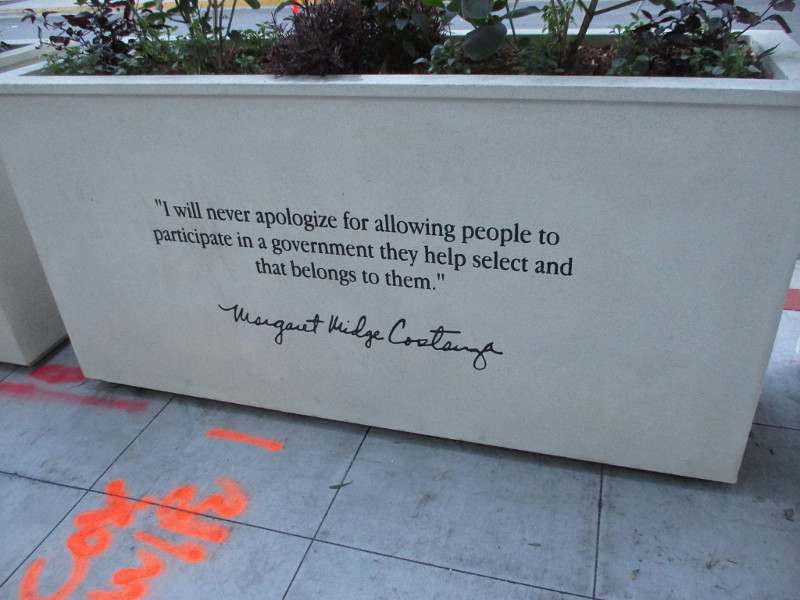 "I will never apologize for allowing people to
participate in a government they help select and
that belongs to them."
Margaret Midge Costanza